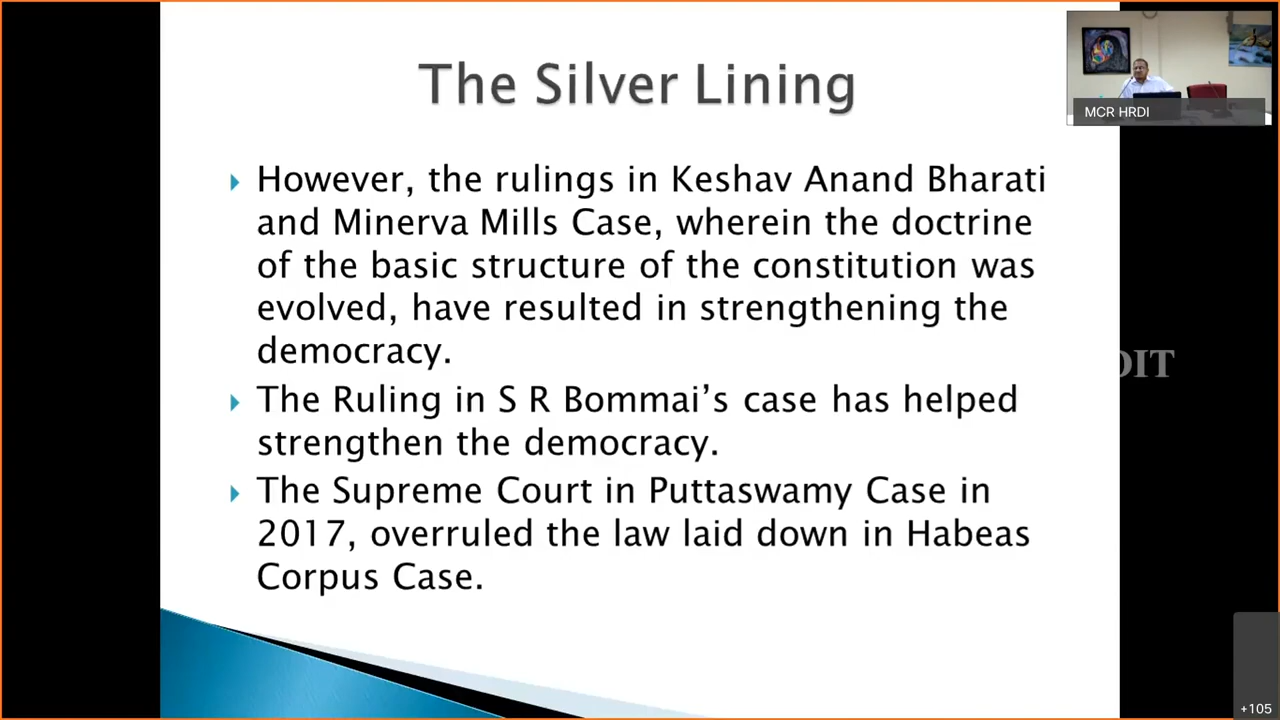 The Silver Lining
MCR HRDI
However, the rulings in Keshav Anand Bharati
and Minerva Mills Case, wherein the doctrine
of the basic structure of the constitution was
evolved, have resulted in strengthening the
democracy.
The Ruling in S R Bommai's case has helped
strengthen the democracy.
The Supreme Court in Puttaswamy Case in
2017, overruled the law laid down in Habeas
Corpus Case.
+105